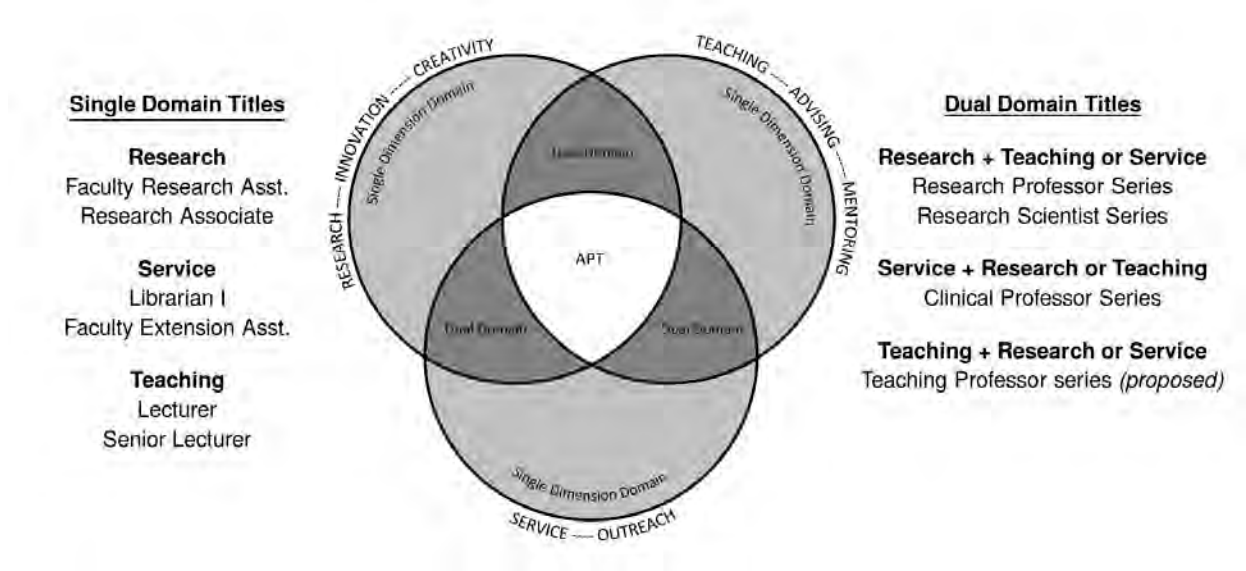 Single Domain Titles
Research
Faculty Research Asst.
Research Associate
Service
Librarian I
Faculty Extension Asst.
Teaching
Lecturer
Senior Lecturer
RESEARCH ---- INNOVATION ---- CREATIVITY
Single Dimension Domain
TEACHING ---- ADVISING ---- MENTORING
Single Dimension Domain
Dual Domain
APT
Dual Domain
Dual Domain
Single Dimension Domain
SERVICE ---- OUTREACH
Dual Domain Titles
Research + Teaching or Service
Research Professor Series
Research Scientist Series
Service + Research or Teaching
Clinical Professor Series
Teaching + Research or Service
Teaching Professor series (proposed)